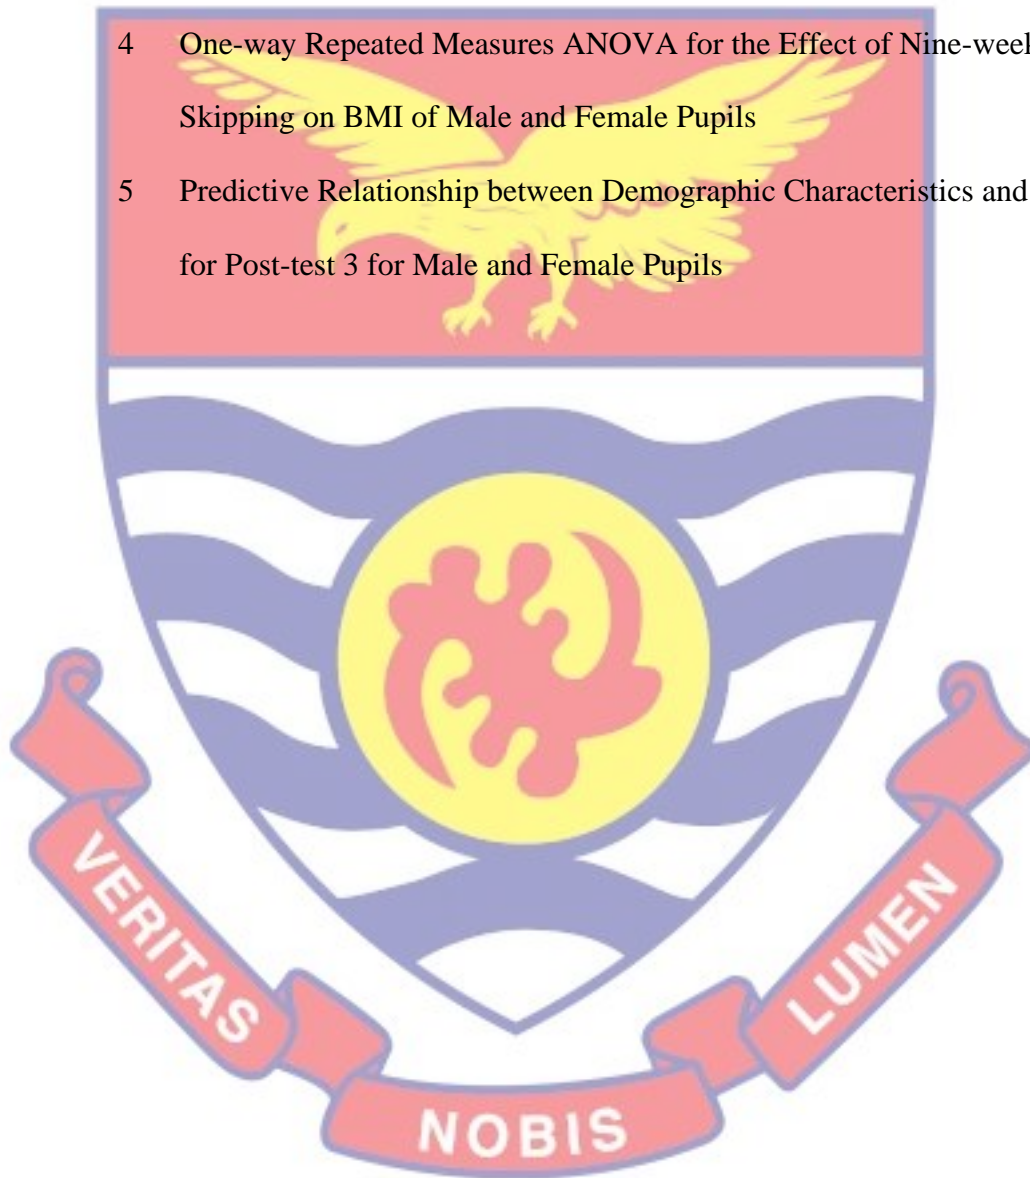 4 One-way Repeated Measures ANOVA for the Effect of Nine-week
Skipping on BMI of Male and Female Pupils
5 Predictive Relationship between Demographic Characteristics and
for Post-test 3 for Male and Female Pupils
VERITAS
NOBIS
LUMEN